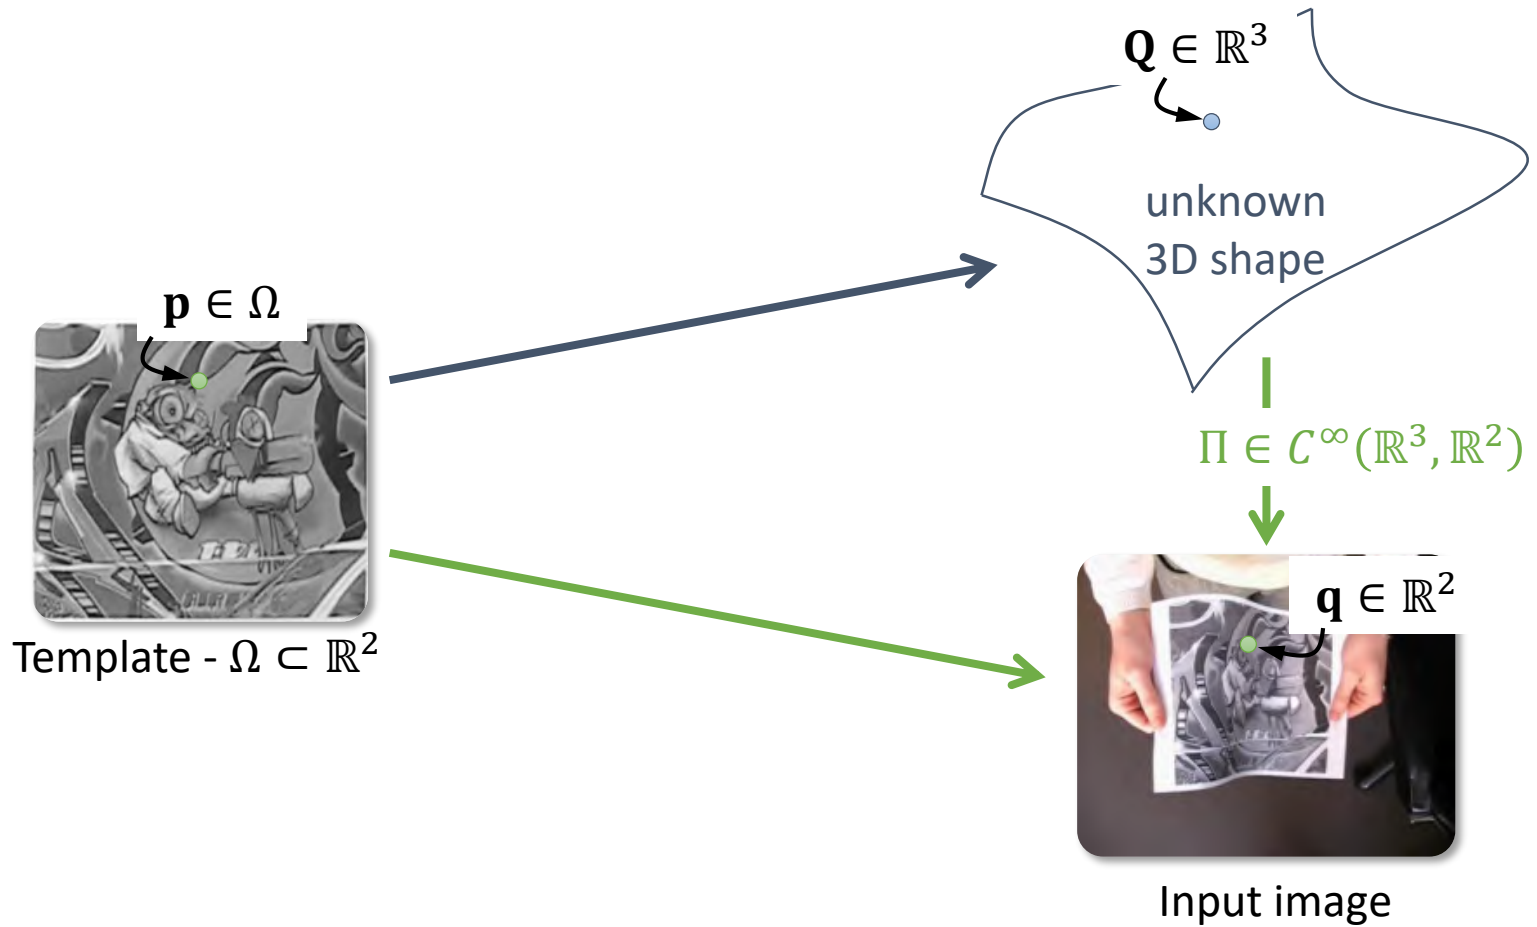 𝐐 ∈ ℝ³
unknown
3D shape
𝐩 ∈ Ω
Template - Ω ⊂ ℝ²
Π ∈ C^∞(ℝ³, ℝ²)
𝐪 ∈ ℝ²
Input image